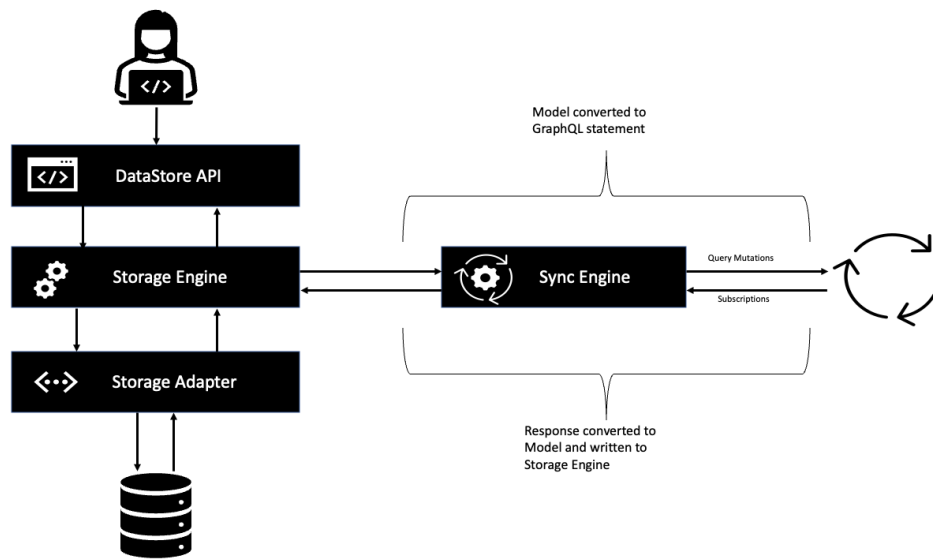 </>
Model converted to
GraphQL statement
</>
DataStore API
Storage Engine
Sync Engine
Query Mutations
Subscriptions
Storage Adapter
Response converted to
Model and written to
Storage Engine